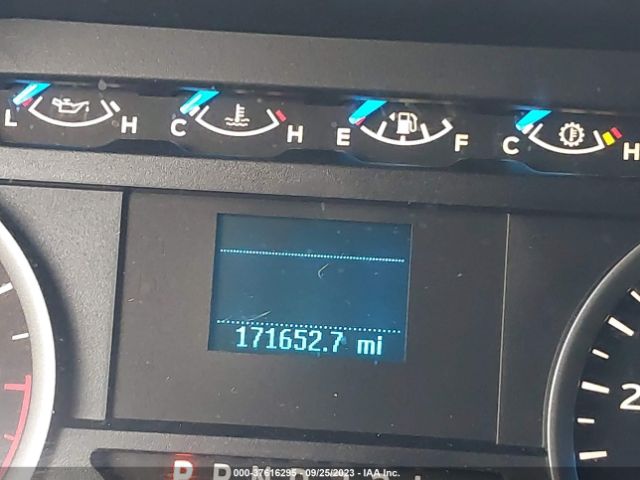 L H C H E F C H
171652.7 mi
2
P R
000-37616295 - 09/25/2023 - IAA Inc.